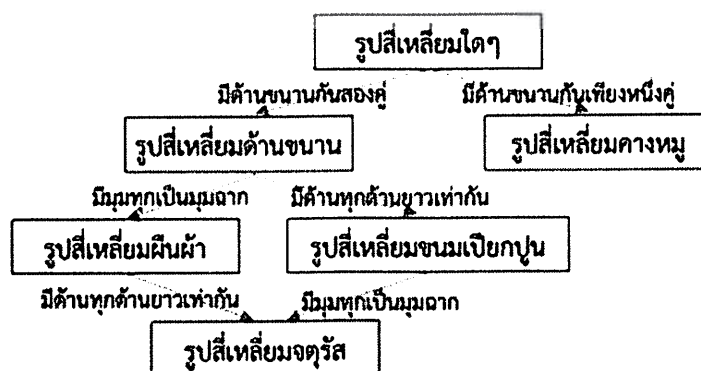 รูปสี่เหลี่ยมใดๆ
มีด้านขนานกันสองคู่
มีด้านขนานกันเพียงหนึ่งคู่
รูปสี่เหลี่ยมด้านขนาน
รูปสี่เหลี่ยมคางหมู
มีมุมทุกเป็นมุมฉาก
มีด้านทุกด้านยาวเท่ากัน
รูปสี่เหลี่ยมผืนผ้า
รูปสี่เหลี่ยมขนมเปียกปูน
มีด้านทุกด้านยาวเท่ากัน
มีมุมทุกเป็นมุมฉาก
รูปสี่เหลี่ยมจตุรัส